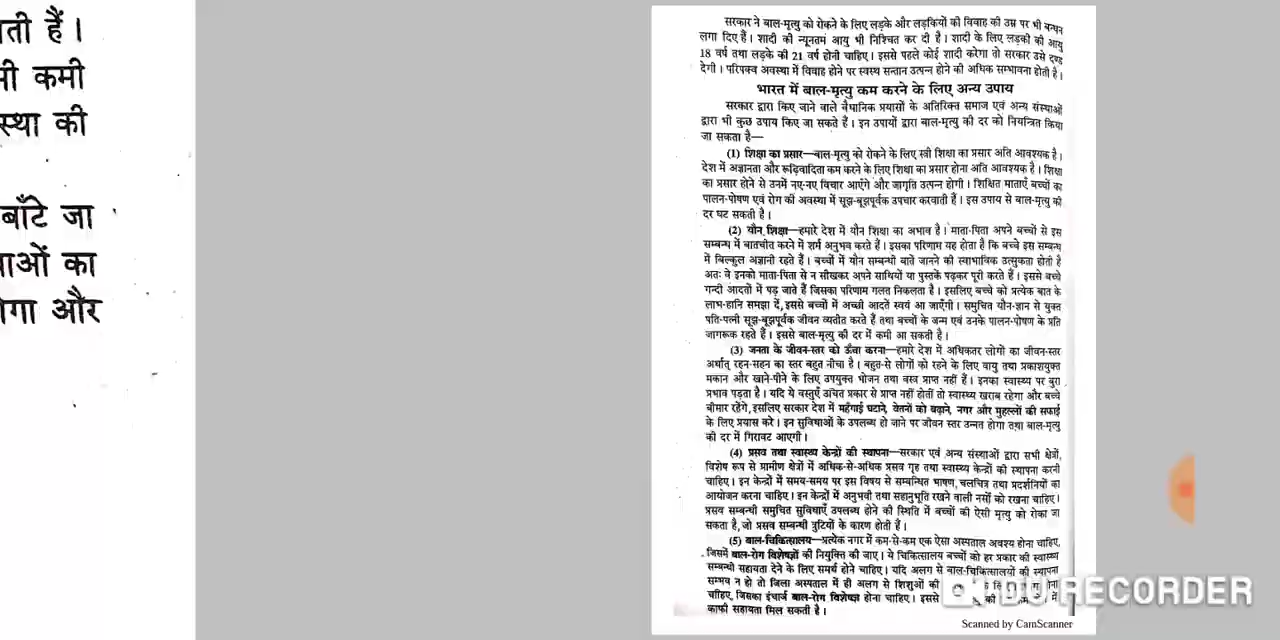 ाती हैं।
मी कमी
स्था की
बाँटे जा
ाओं का
ोगा और
सरकार ने बाल-मृत्यु को रोकने के लिए लड़के और लड़कियों की विवाह की उम्र पर भी बन्धन
लगा दिए हैं। शादी की न्यूनतम आयु भी निश्चित कर दी है। शादी के लिए लड़की की आयु
18 वर्ष तथा लड़के की 21 वर्ष होनी चाहिए। इससे पहले कोई शादी करेगा तो सरकार उसे दण्ड
देगी। परिपक्व अवस्था में विवाह होने पर स्वस्थ सन्तान उत्पन्न होने की अधिक सम्भावना होती है।
भारत में बाल-मृत्यु कम करने के लिए अन्य उपाय
सरकार द्वारा किए जाने वाले वैधानिक प्रयासों के अतिरिक्त समाज एवं अन्य संस्थाओं
द्वारा भी कुछ उपाय किए जा सकते हैं। इन उपायों द्वारा बाल-मृत्यु की दर को नियन्त्रित किया
जा सकता है—
(1) शिक्षा का प्रसार—बाल-मृत्यु को रोकने के लिए स्त्री शिक्षा का प्रसार अति आवश्यक है।
देश में अज्ञानता और रूढ़िवादिता कम करने के लिए शिक्षा का प्रसार होना अति आवश्यक है। शिक्षा
का प्रसार होने से उनमें नए-नए विचार आएंगे और जागृति उत्पन्न होगी। शिक्षित माताएँ बच्चों का
पालन-पोषण एवं रोग की अवस्था में सूझ-बूझपूर्वक उपचार करवाती हैं। इस उपाय से बाल-मृत्यु की
दर घट सकती है।
(2) यौन शिक्षा—हमारे देश में यौन शिक्षा का अभाव है। माता-पिता अपने बच्चों से इस
सम्बन्ध में बातचीत करने में शर्म अनुभव करते हैं। इसका परिणाम यह होता है कि बच्चे इस सम्बन्ध
में बिल्कुल अज्ञानी रहते हैं। बच्चों में यौन सम्बन्धी बातें जानने की स्वाभाविक उत्सुकता होती है
अतः वे इनको माता-पिता से न सीखकर अपने साथियों या पुस्तकें पढ़कर पूरी करते हैं। इससे बच्चे
गन्दी आदतों में पड़ जाते हैं जिसका परिणाम गलत निकलता है। इसलिए बच्चे को प्रत्येक बात के
लाभ-हानि समझा दें, इससे बच्चों में अच्छी आदतें स्वयं आ जाएँगी। समुचित यौन-ज्ञान से युक्त
पति-पत्नी सूझ-बूझपूर्वक जीवन व्यतीत करते हैं तथा बच्चों के जन्म एवं उनके पालन-पोषण के प्रति
जागरूक रहते हैं। इससे बाल-मृत्यु की दर में कमी आ सकती है।
(3) जनता के जीवन-स्तर को ऊँचा करना—हमारे देश में अधिकतर लोगों का जीवन-स्तर
अर्थात् रहन-सहन का स्तर बहुत नीचा है। बहुत-से लोगों को रहने के लिए वायु तथा प्रकाशयुक्त
मकान और खाने-पीने के लिए उपयुक्त भोजन तथा वस्त्र प्राप्त नहीं हैं। इनका स्वास्थ्य पर बुरा
प्रभाव पड़ता है। यदि ये वस्तुएँ उचित प्रकार से प्राप्त नहीं होतीं तो स्वास्थ्य खराब रहेगा और बच्चे
बीमार रहेंगे, इसलिए सरकार देश में महँगाई घटाने, वेतनों को बढ़ाने, नगर और मुहल्लों की सफाई
के लिए प्रयास करे। इन सुविधाओं के उपलब्ध हो जाने पर जीवन स्तर उन्नत होगा तथा बाल-मृत्यु
की दर में गिरावट आएगी।
(4) प्रसव तथा स्वास्थ्य केन्द्रों की स्थापना—सरकार एवं अन्य संस्थाओं द्वारा सभी क्षेत्रों,
विशेष रूप से ग्रामीण क्षेत्रों में अधिक-से-अधिक प्रसव गृह तथा स्वास्थ्य केन्द्रों की स्थापना करनी
चाहिए। इन केन्द्रों में समय-समय पर इस विषय से सम्बन्धित भाषण, चलचित्र तथा प्रदर्शनियों का
आयोजन करना चाहिए। इन केन्द्रों में अनुभवी तथा सहानुभूति रखने वाली नर्सों को रखना चाहिए।
प्रसव सम्बन्धी समुचित सुविधाएँ उपलब्ध होने की स्थिति में बच्चों की ऐसी मृत्यु को रोका जा
सकता है, जो प्रसव सम्बन्धी त्रुटियों के कारण होती हैं।
(5) बाल-चिकित्सालय—प्रत्येक नगर में कम-से-कम एक ऐसा अस्पताल अवश्य होना चाहिए,
जिसमें बाल-रोग विशेषज्ञों की नियुक्ति की जाए। ये चिकित्सालय बच्चों को हर प्रकार की स्वास्थ्य
सम्बन्धी सहायता देने के लिए समर्थ होने चाहिए। यदि अलग से बाल-चिकित्सालयों की स्थापना
सम्भव न हो तो जिला अस्पताल में ही अलग से शिशुओं की
चाहिए, जिसका इंचार्ज बाल-रोग विशेषज्ञ होना चाहिए। इससे
काफी सहायता मिल सकती है।
DU RECORDER
Scanned by CamScanner